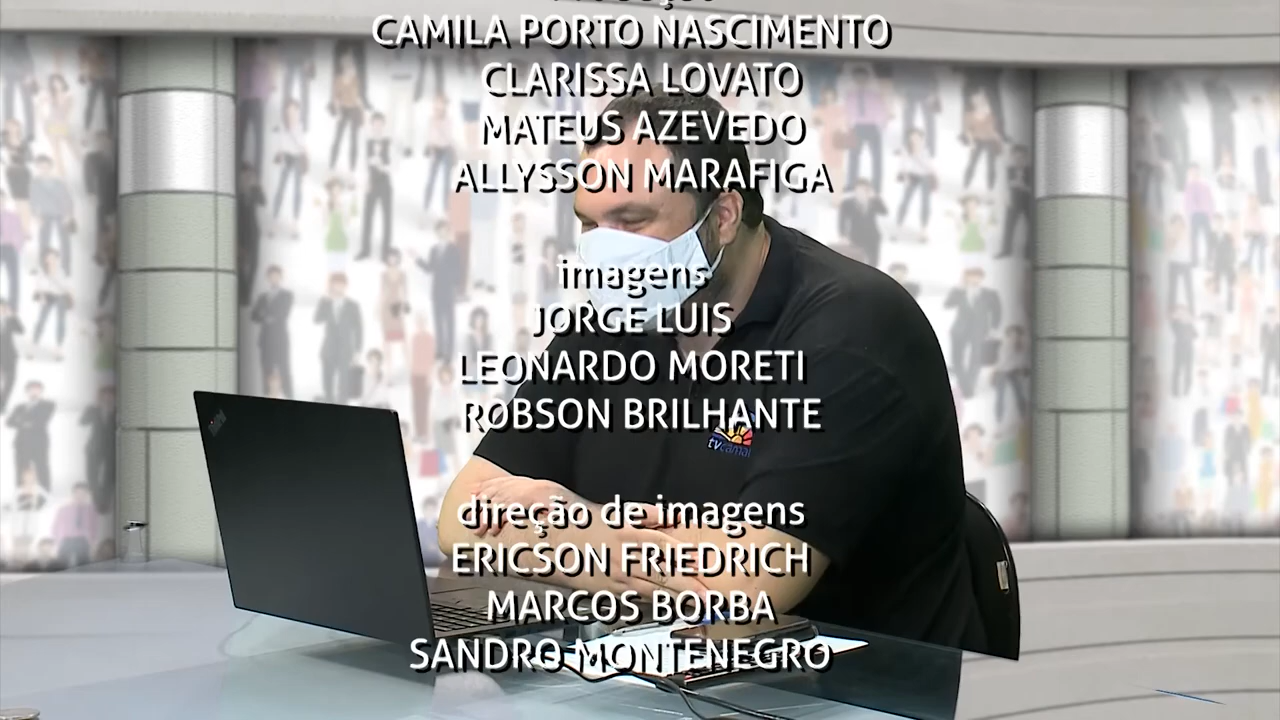 CAMILA PORTO NASCIMENTO
CLARISSA LOVATO
MATEUS AZEVEDO
ALLYSSON MARAFIGA
imagens
JORGE LUIS
LEONARDO MORETI
ROBSON BRILHANTE
tvcâmara
direção de imagens
ERICSON FRIEDRICH
MARCOS BORBA
SANDRO MONTENEGRO